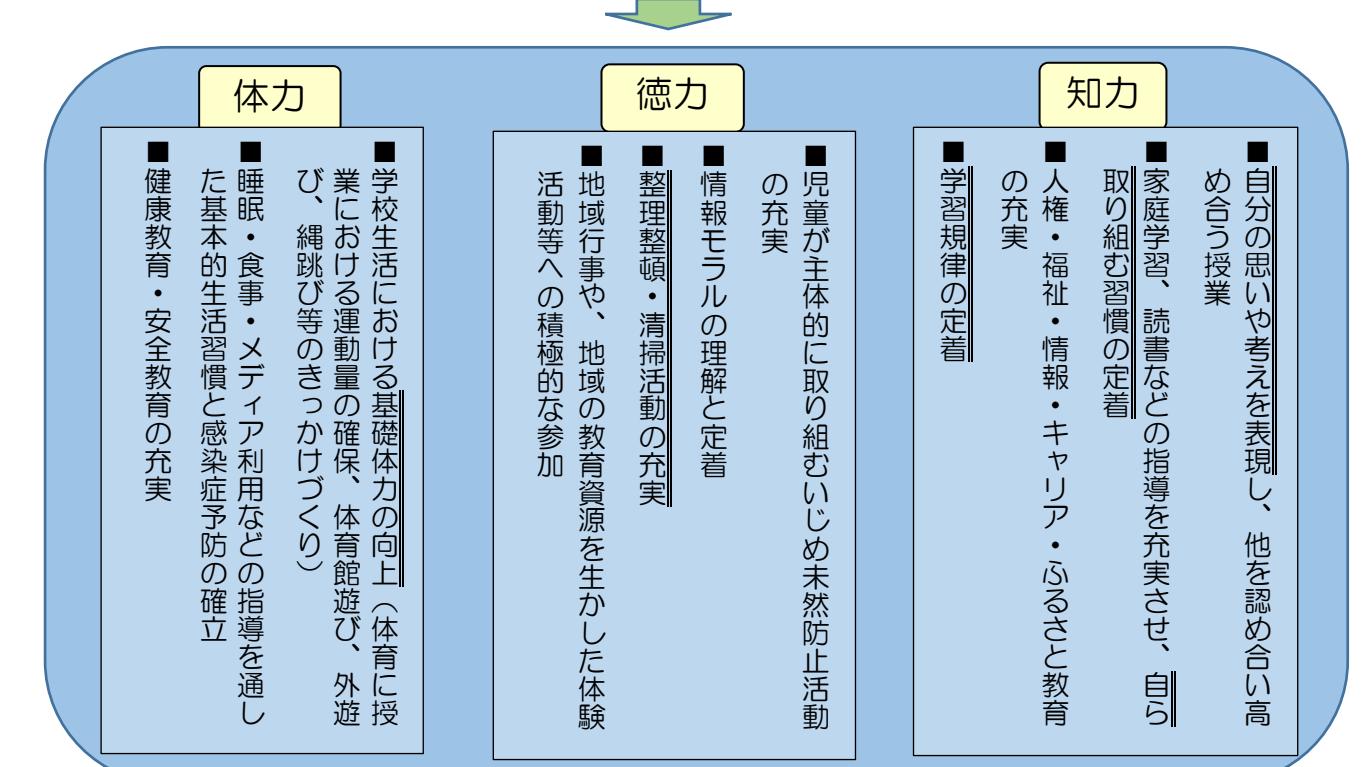 知力
■自分の思いや考えを表現し、他を認め合い高
め合う授業
■家庭学習、読書などの指導を充実させ、自ら
取り組む習慣の定着
■人権・福祉・情報・キャリア・ふるさと教育
の充実
■学習規律の定着
徳力
■児童が主体的に取り組むいじめ未然防止活動
の充実
■情報モラルの理解と定着
■整理整頓・清掃活動の充実
■地域行事や、地域の教育資源を生かした体験
活動等への積極的な参加
体力
■学校生活における基礎体力の向上（体育に授
業における運動量の確保、体育館遊び、外遊
び、縄跳び等のきっかけづくり）
■睡眠・食事・メディア利用などの指導を通し
た基本的生活習慣と感染症予防の確立
■健康教育・安全教育の充実